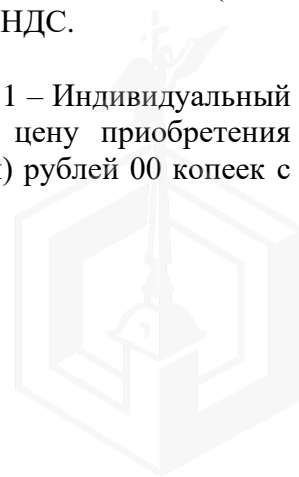 НДС.
1 – Индивидуальный
цену приобретения
) рублей 00 копеек с